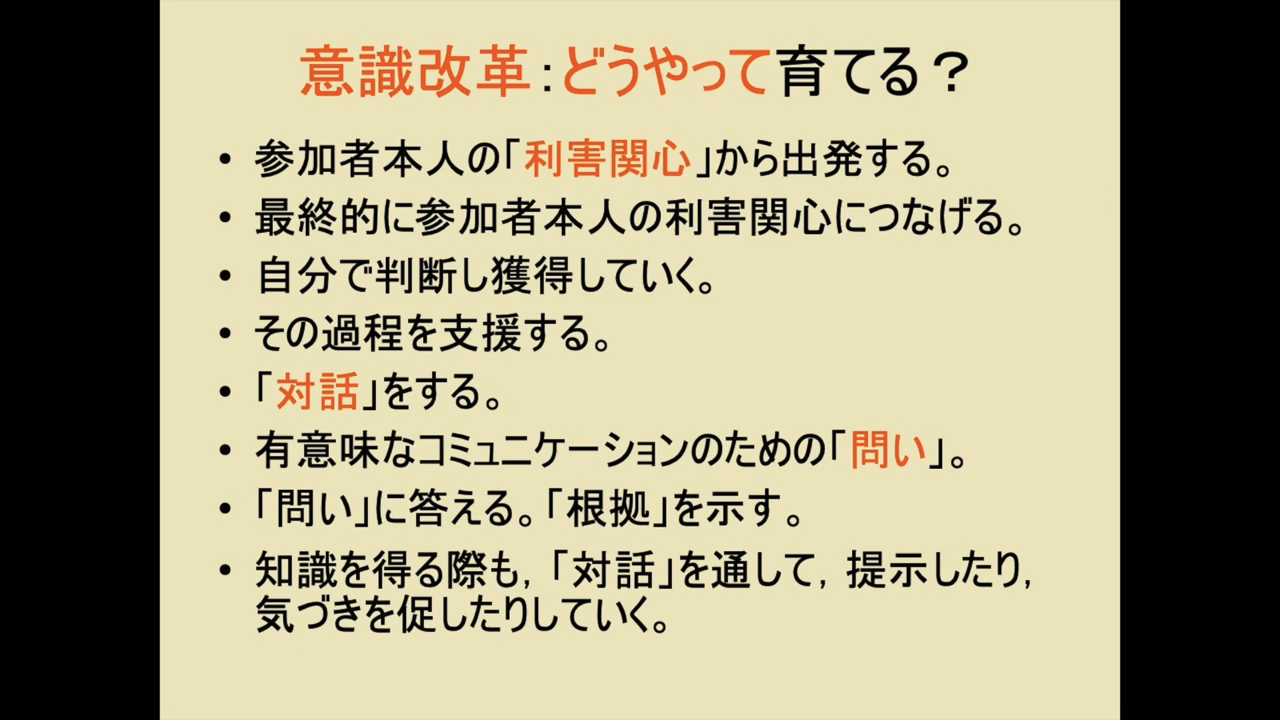 意識改革：どうやって育てる？
• 参加者本人の「利害関心」から出発する。
• 最終的に参加者本人の利害関心につなげる。
• 自分で判断し獲得していく。
• その過程を支援する。
• 「対話」をする。
• 有意味なコミュニケーションのための「問い」。
• 「問い」に答える。「根拠」を示す。
• 知識を得る際も，「対話」を通して，提示したり，
気づきを促したりしていく。